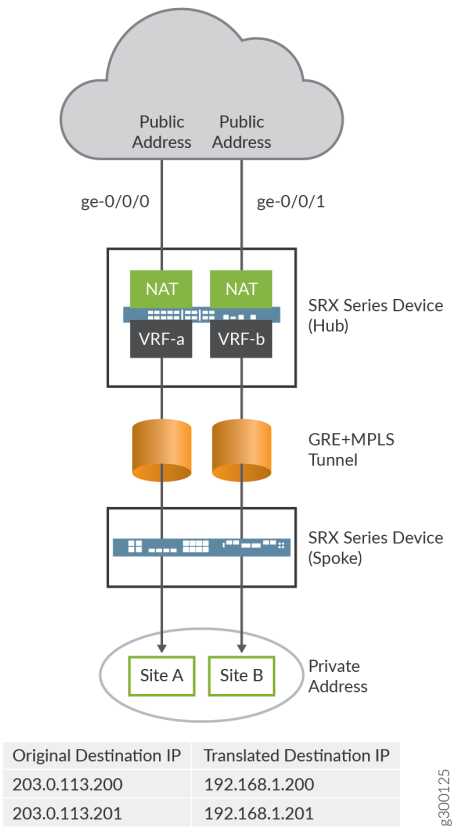 Public Address
Public Address
ge-0/0/0
ge-0/0/1
NAT
NAT
SRX Series Device
(Hub)
VRF-a
VRF-b
GRE+MPLS
Tunnel
SRX Series Device
(Spoke)
Site A
Site B
Private
Address
Original Destination IP
Translated Destination IP
203.0.113.200
192.168.1.200
203.0.113.201
192.168.1.201
g300125